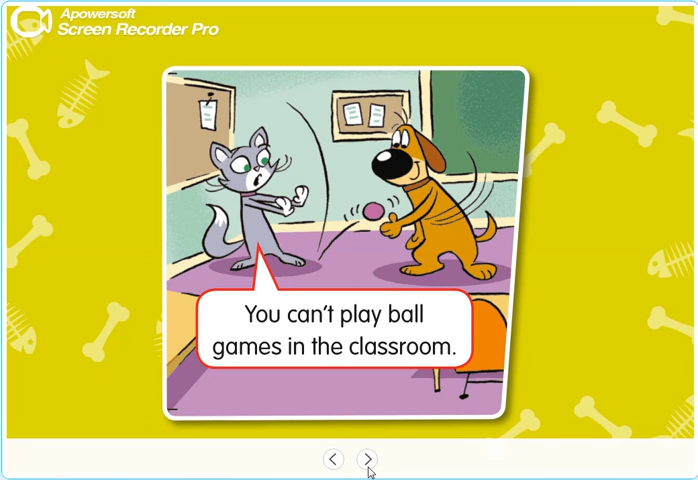 Apowersoft
Screen Recorder Pro
You can't play ball
games in the classroom.